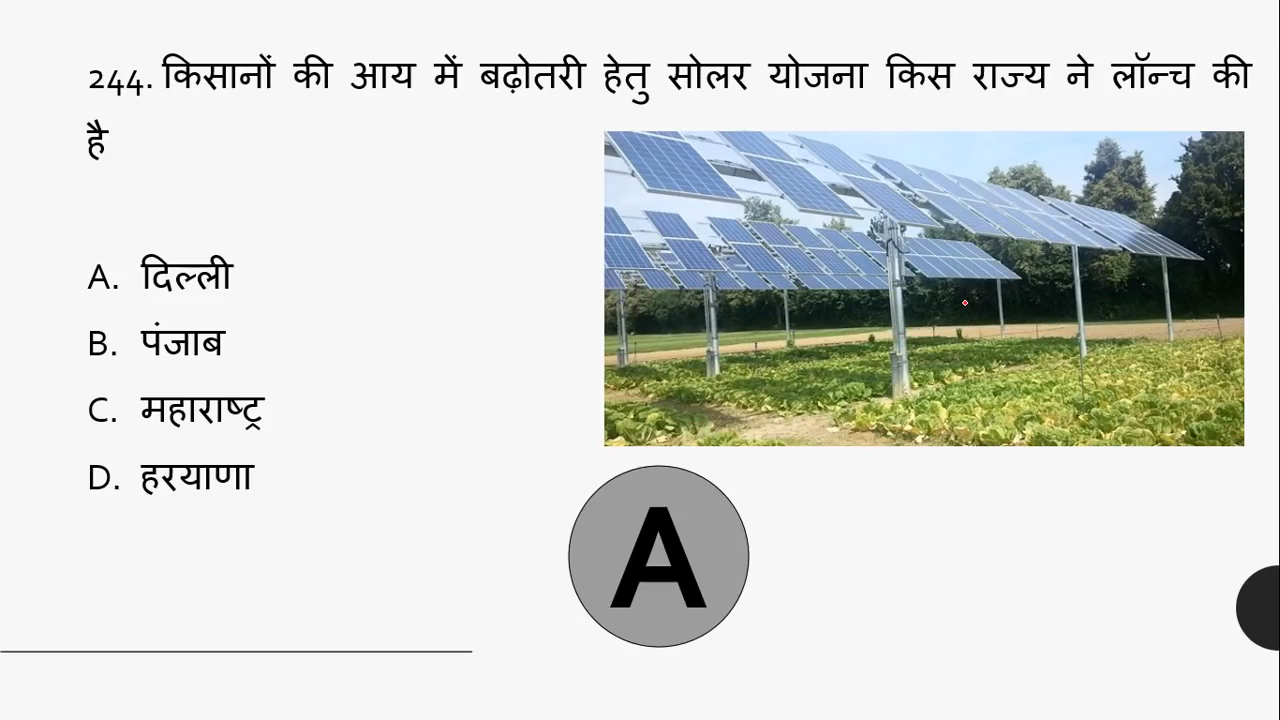 244. किसानों की आय में बढ़ोतरी हेतु सोलर योजना किस राज्य ने लॉन्च की
है
A. दिल्ली
B. पंजाब
C. महाराष्ट्र
D. हरयाणा
A